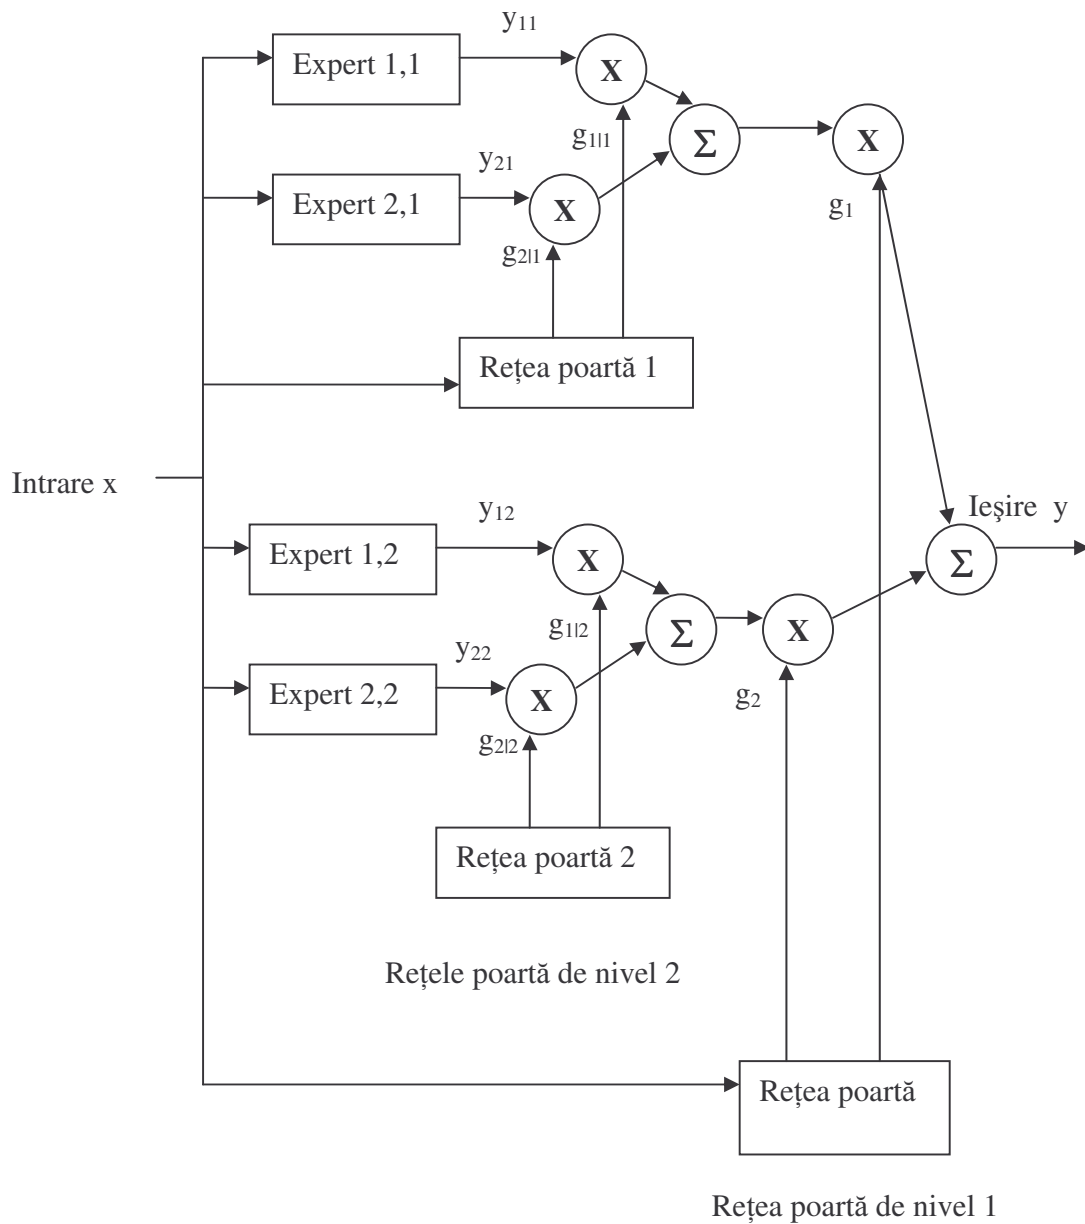 y11
Expert 1,1
X
g1|1
Σ
X
y21
Expert 2,1
X
g1
g2|1
Rețea poartă 1
Intrare x
y12
Ieşire y
Expert 1,2
X
Σ
g1|2
Σ
X
y22
Expert 2,2
X
g2
g2|2
Rețea poartă 2
Rețele poartă de nivel 2
Rețea poartă
Rețea poartă de nivel 1